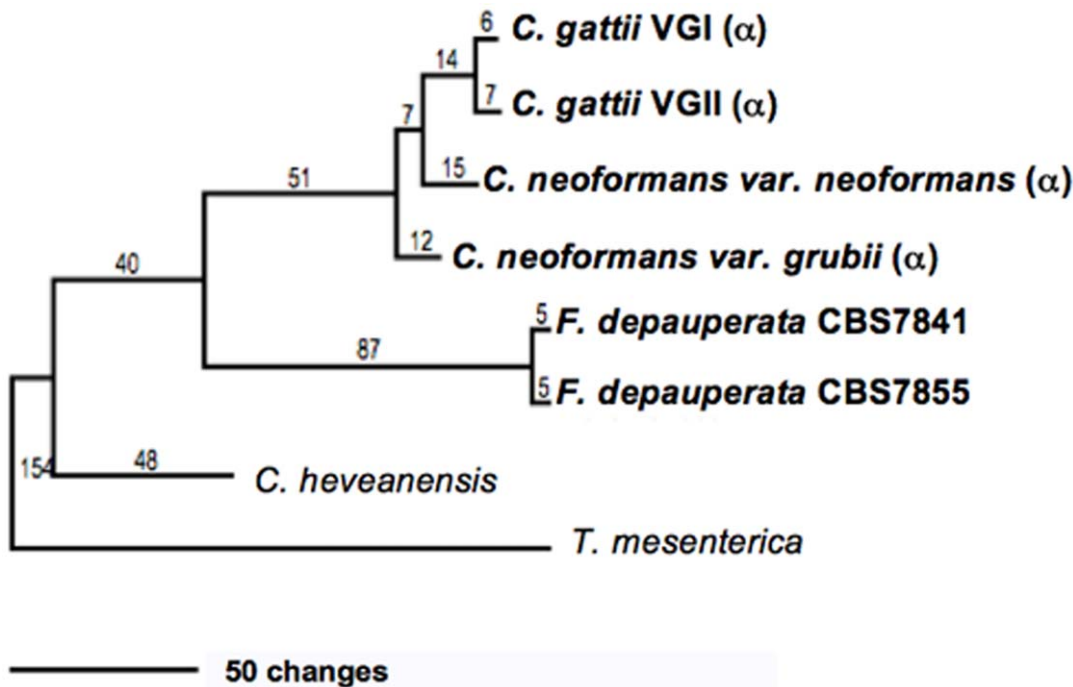 6 C. gattii VGI (α)
14
7 C. gattii VGII (α)
7
15 C. neoformans var. neoformans (α)
51
12 C. neoformans var. grubii (α)
40
5 F. depauperata CBS7841
87
5 F. depauperata CBS7855
154 48 C. heveanensis
T. mesenterica
50 changes